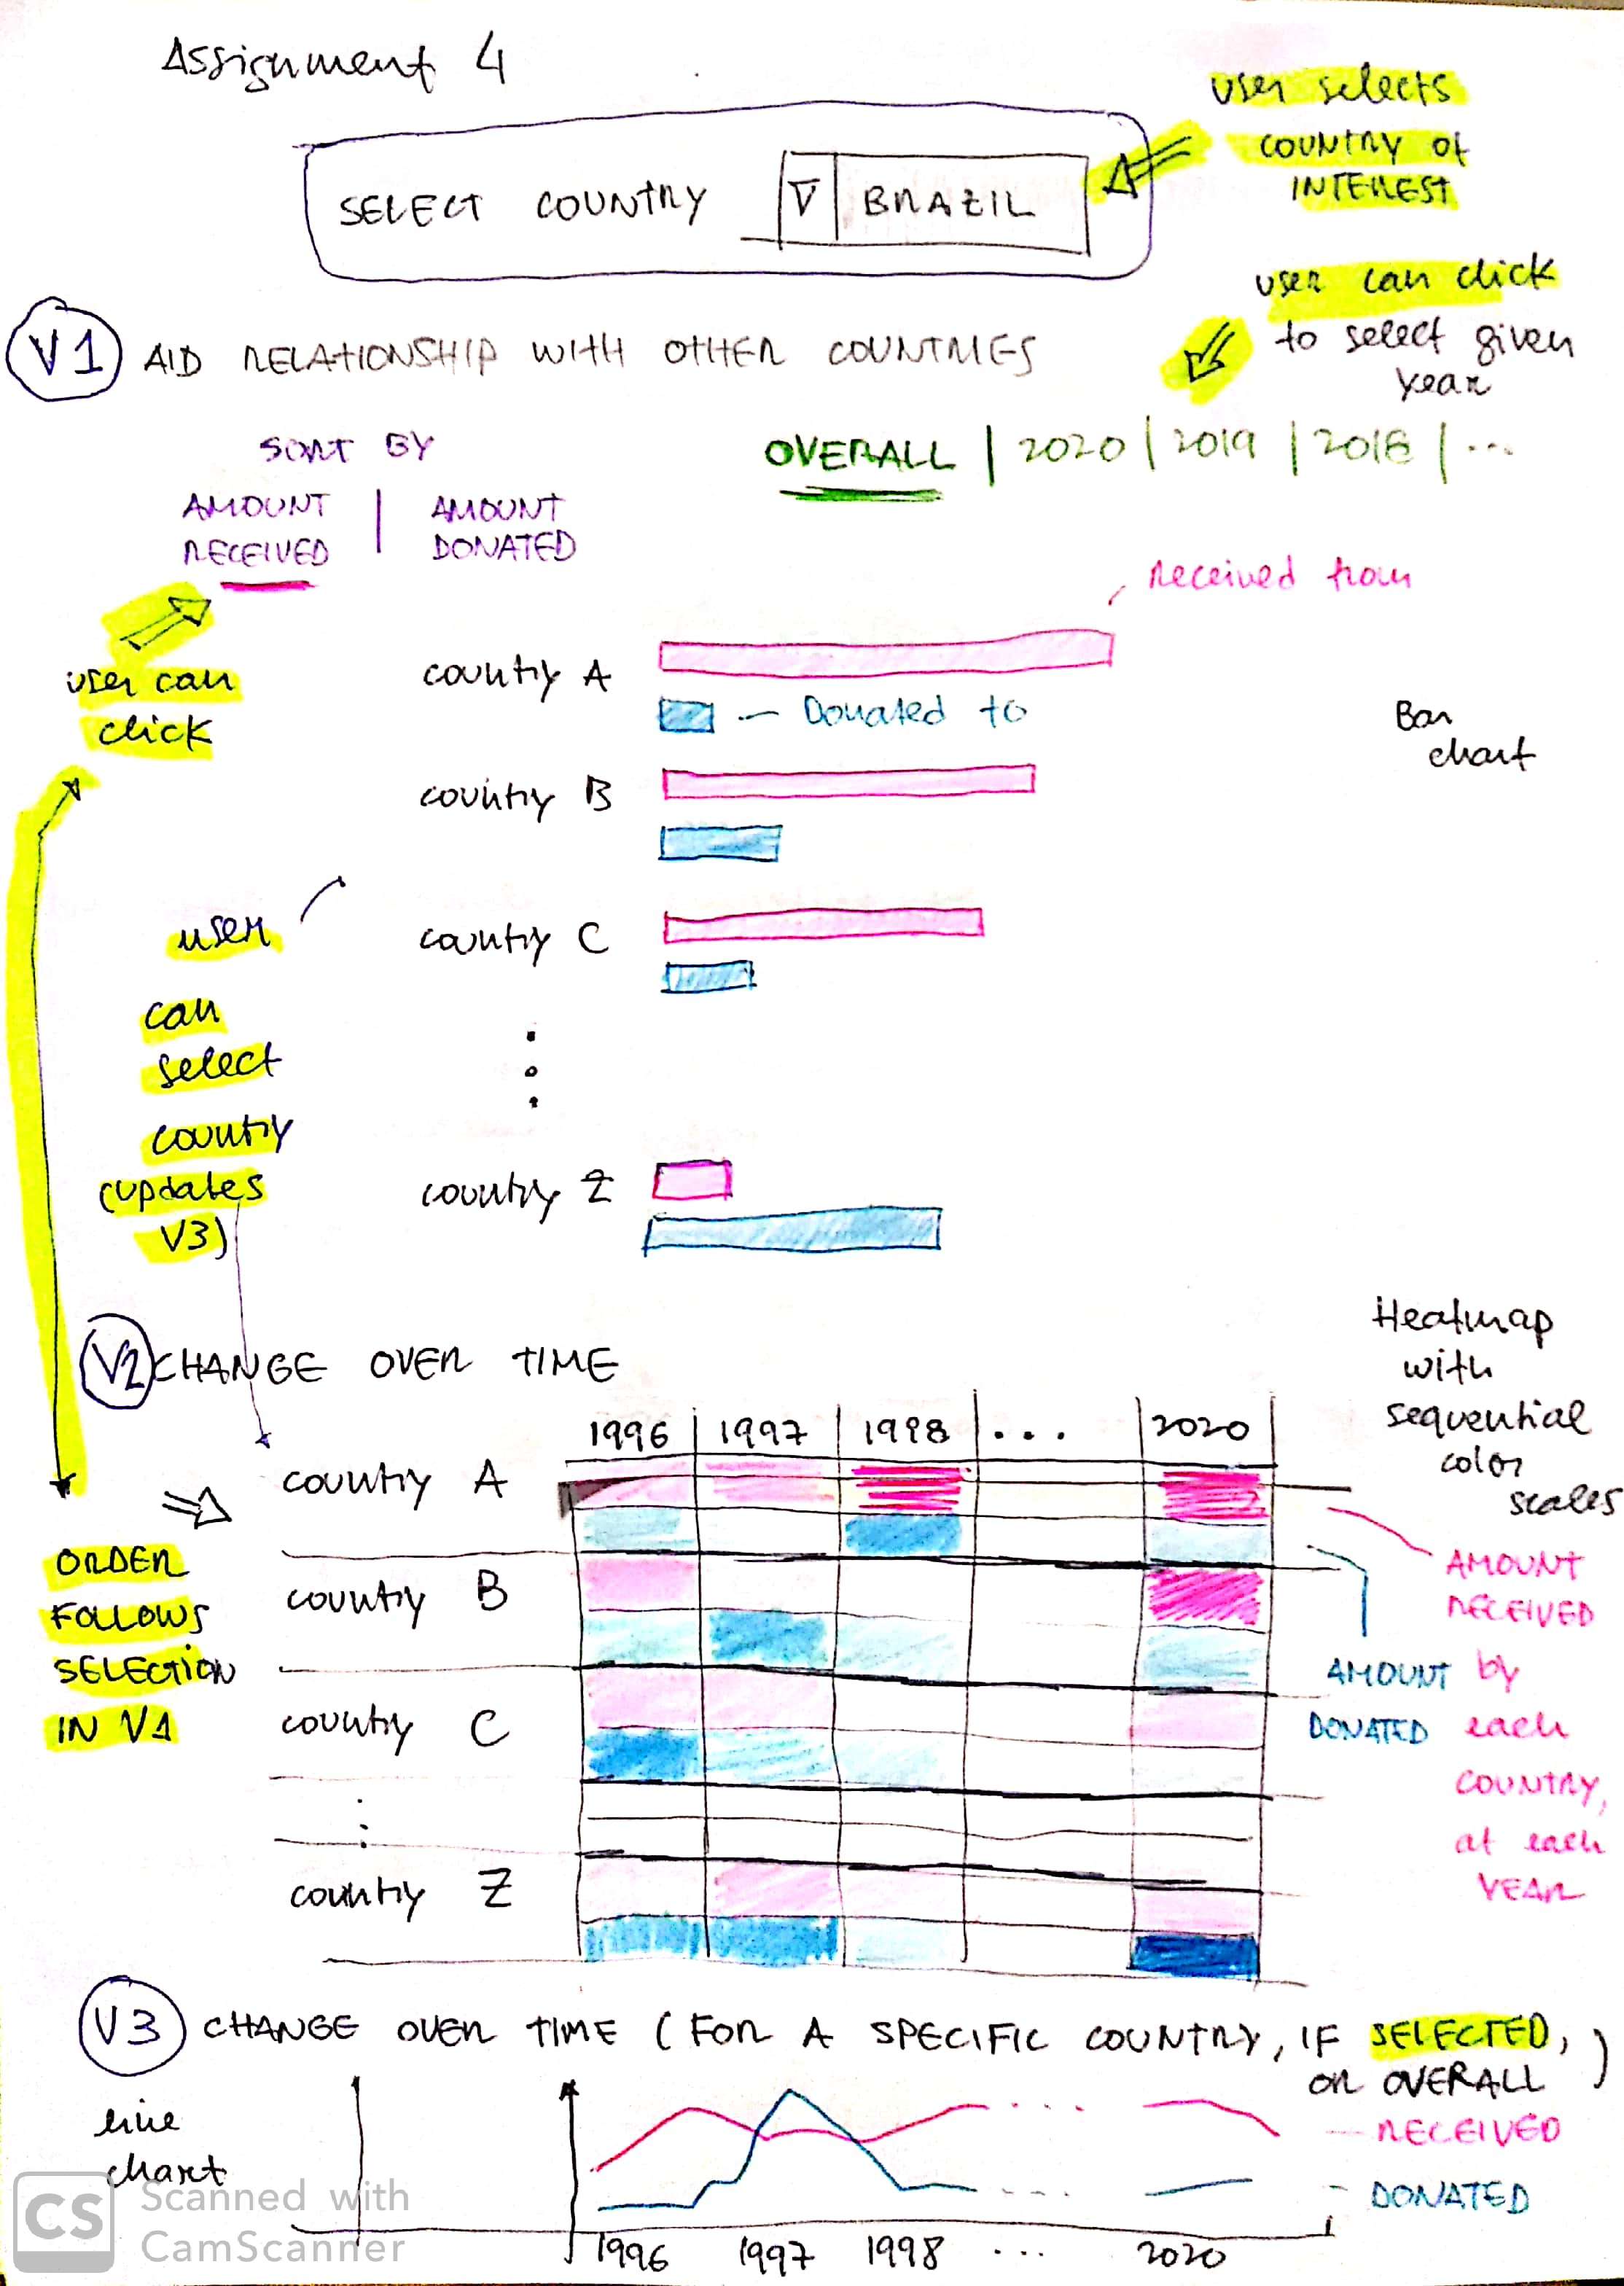 Assignment 4
user selects
COUNTRY of
INTEREST
SELECT COUNTRY
BRAZIL
user can click
to select given
year
V1
AID RELATIONSHIP WITH OTHER COUNTRIES
SORT BY
OVERALL | 2020 | 2019 | 2018 | ...
AMOUNT RECEIVED | AMOUNT DONATED
Received from
user can
click
country A
Donated to
Bar
chart
country B
user
can
select
country
(updates
V3)
country C
country Z
V2
CHANGE OVER TIME
Heatmap
with
sequential
color
scales
1996 | 1997 | 1998 | ... | 2020
country A
ORDER
FOLLOWS
SELECTION
IN V1
country B
country C
country Z
AMOUNT
RECEIVED
by
each
COUNTRY,
at each
YEAR
AMOUNT
DONATED
V3
CHANGE OVER TIME (FOR A SPECIFIC COUNTRY, IF SELECTED,
OR OVERALL)
line
chart
RECEIVED
DONATED
1996 1997 1998 ... 2020
CS
Scanned with
CamScanner